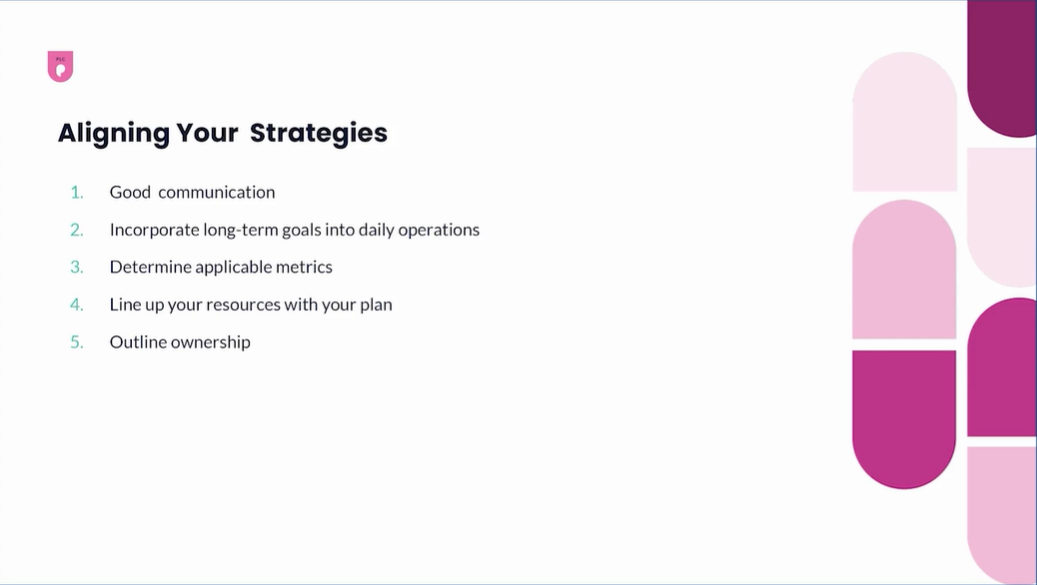 PLC
Aligning Your Strategies
1. Good communication
2. Incorporate long-term goals into daily operations
3. Determine applicable metrics
4. Line up your resources with your plan
5. Outline ownership